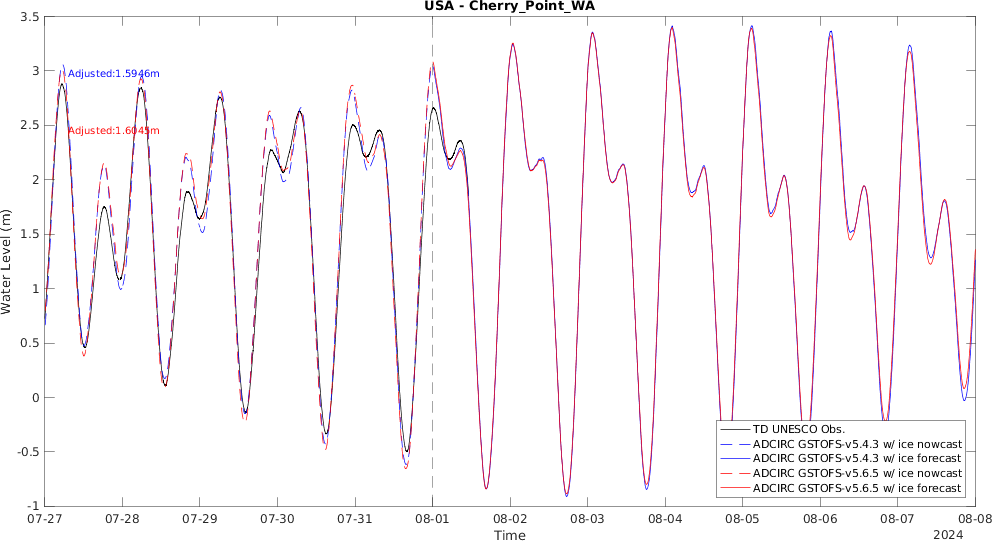 USA - Cherry_Point_WA
3.5
3
2.5
2
1.5
1
0.5
0
-0.5
-1
Water Level (m)
Adjusted:1.5946m
Adjusted:1.6045m
TD UNESCO Obs.
ADCIRC GSTOFS-v5.4.3 w/ ice nowcast
ADCIRC GSTOFS-v5.4.3 w/ ice forecast
ADCIRC GSTOFS-v5.6.5 w/ ice nowcast
ADCIRC GSTOFS-v5.6.5 w/ ice forecast
07-27 07-28 07-29 07-30 07-31 08-01 08-02 08-03 08-04 08-05 08-06 08-07 08-08
Time
2024